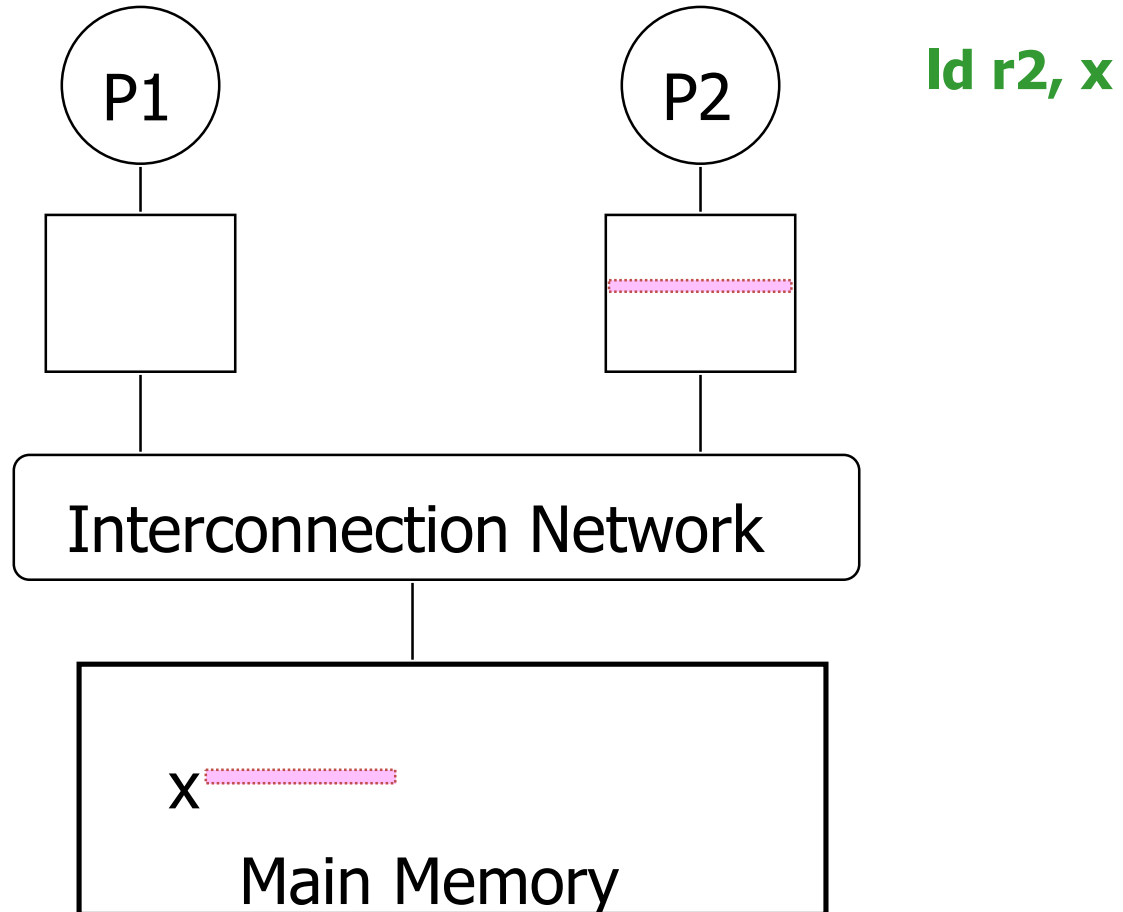 P1
P2
ld r2, x
Interconnection Network
x
Main Memory